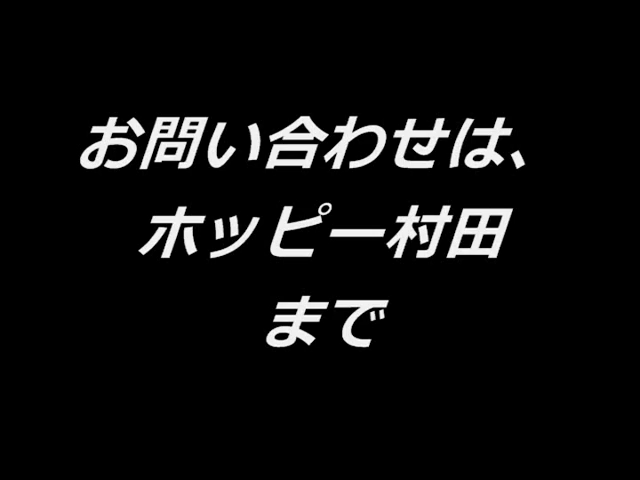 お問い合わせは、
ホッピー村田
まで